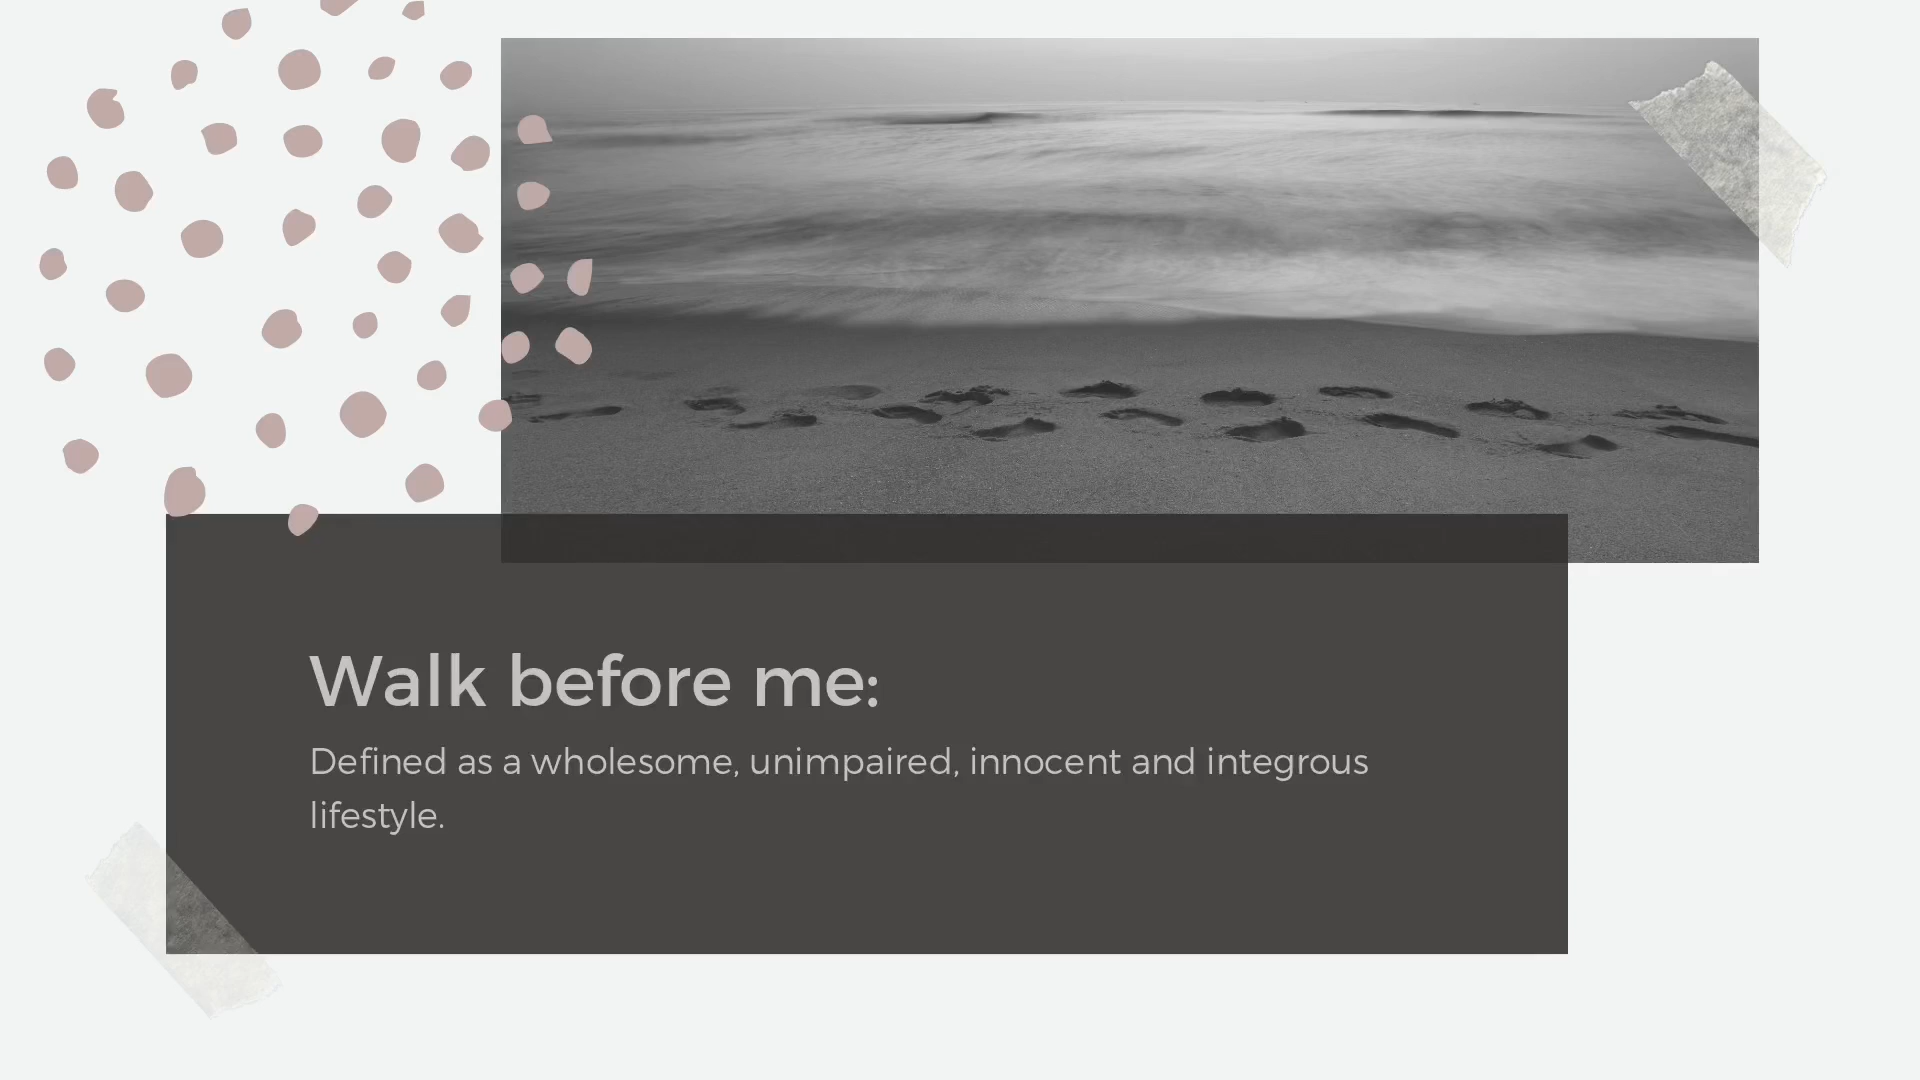 Walk before me:
Defined as a wholesome, unimpaired, innocent and integrous
lifestyle.